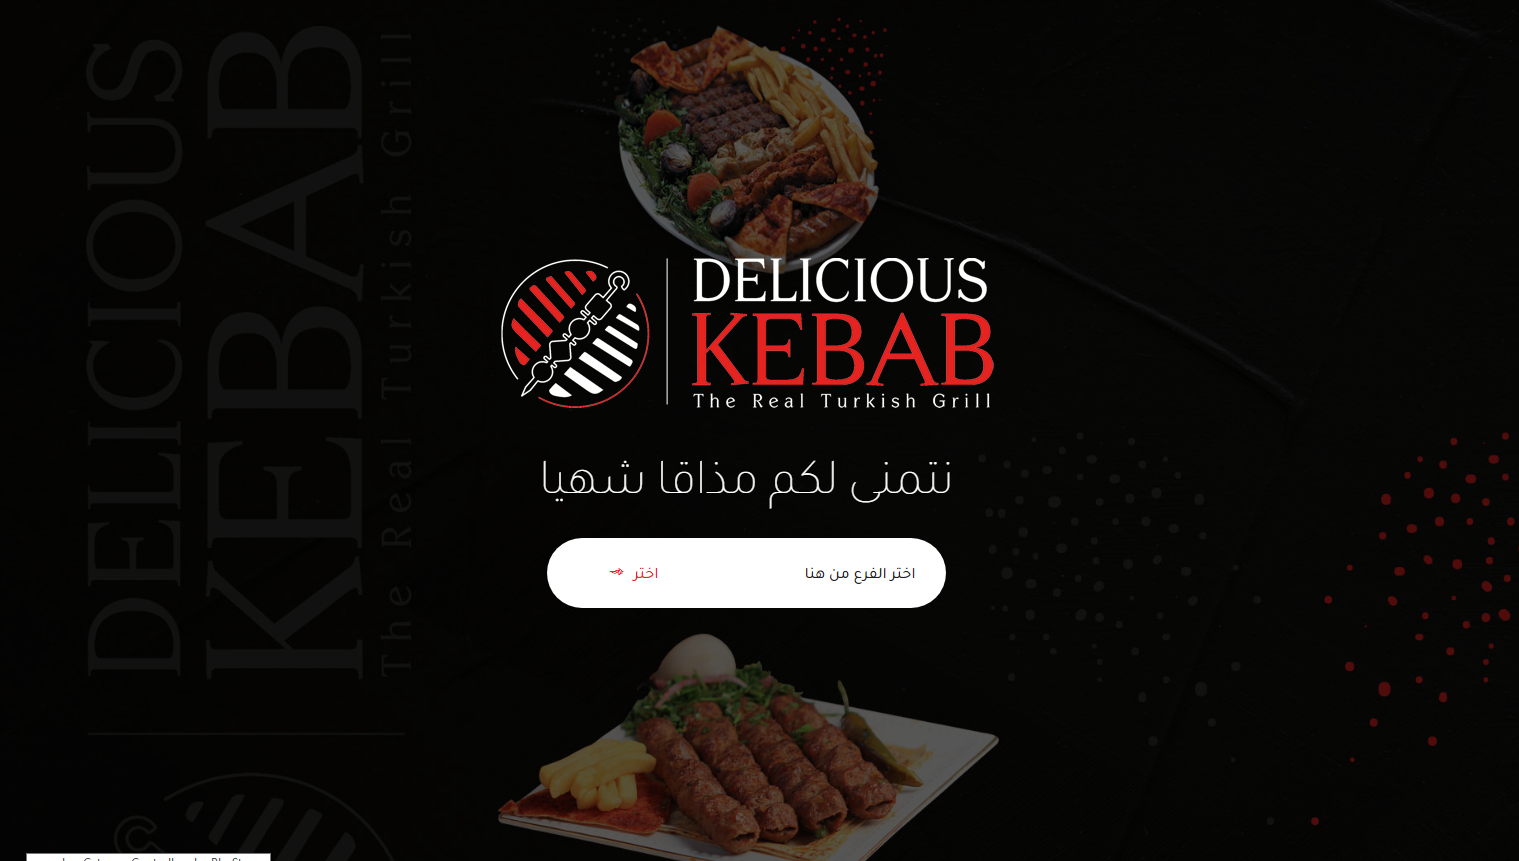 DELICIOUS
KEBAB
The Real Turkish Grill
DELICIOUS
KEBAB
The Real Turkish Grill
نتمنى لكم مذاقا شهيا
اختر الفرع من هنا
اختر